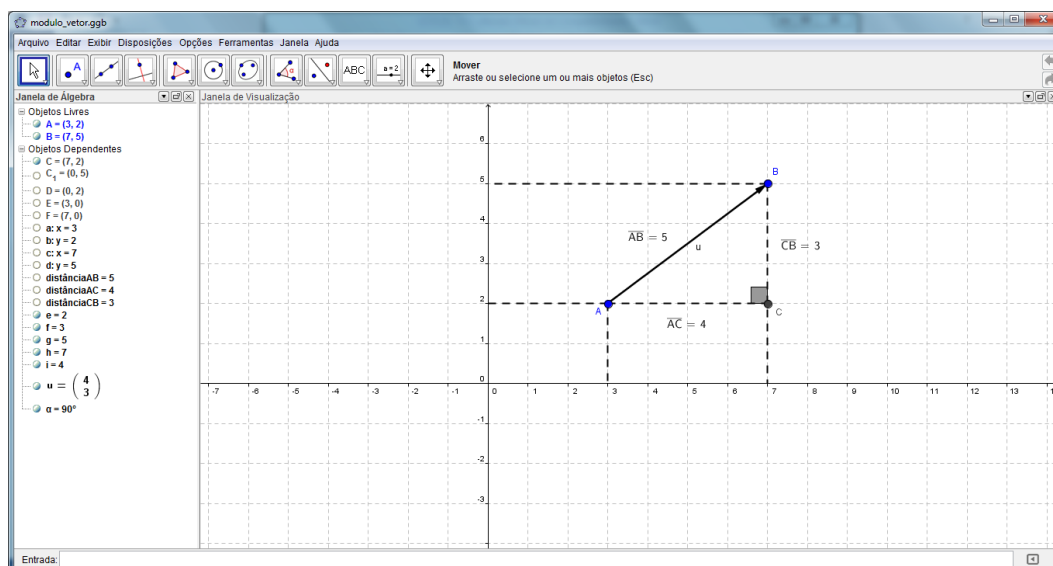 modulo_vetor.ggb
Arquivo Editar Exibir Disposições Opções Ferramentas Janela Ajuda
A
α
ABC
a=2
Mover
Arraste ou selecione um ou mais objetos (Esc)
Janela de Álgebra
Objetos Livres
A = (3, 2)
B = (7, 5)
Objetos Dependentes
C = (7, 2)
C₁ = (0, 5)
D = (0, 2)
E = (3, 0)
F = (7, 0)
a: x = 3
b: y = 2
c: x = 7
d: y = 5
distânciaAB = 5
distânciaAC = 4
distânciaCB = 3
e = 2
f = 3
g = 5
h = 7
i = 4
u = (4
3)
α = 90º
Janela de Visualização
6
5
4
3
2
1
0
-1
-2
-3
-7 -6 -5 -4 -3 -2 -1 0 1 2 3 4 5 6 7 8 9 10 11 12 13
B
A̅B̅ = 5
u
C̅B̅ = 3
A
C
A̅C̅ = 4
Entrada: